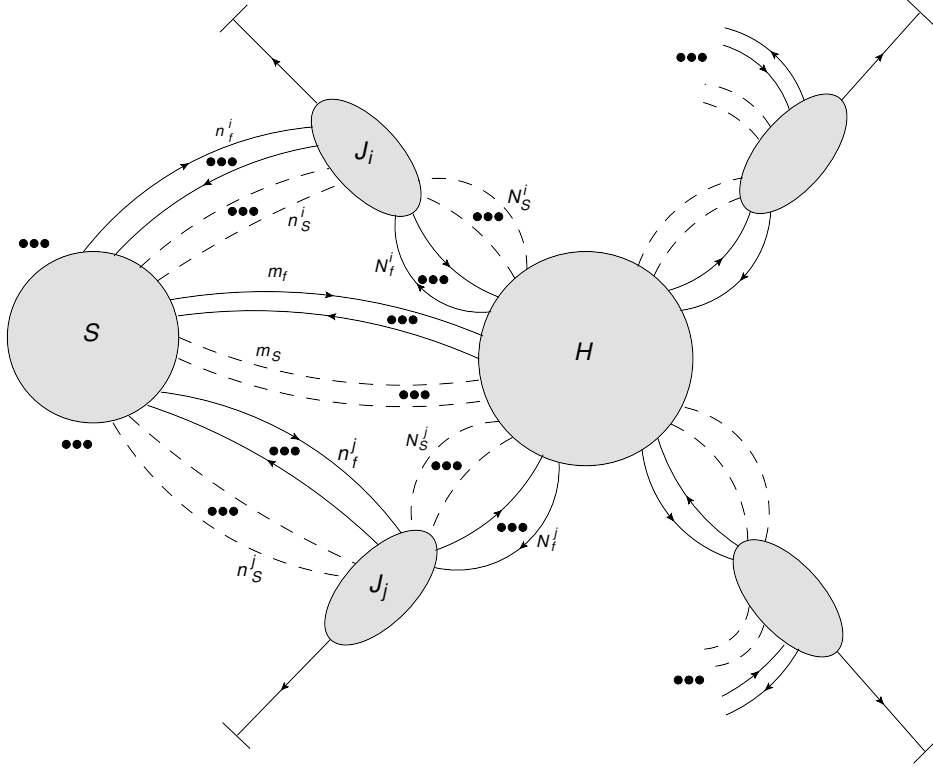 n_f^i
J_i
n_S^i
N_S^i
N_f^i
m_f
S
H
m_S
N_S^j
n_f^j
N_f^j
n_S^j
J_j